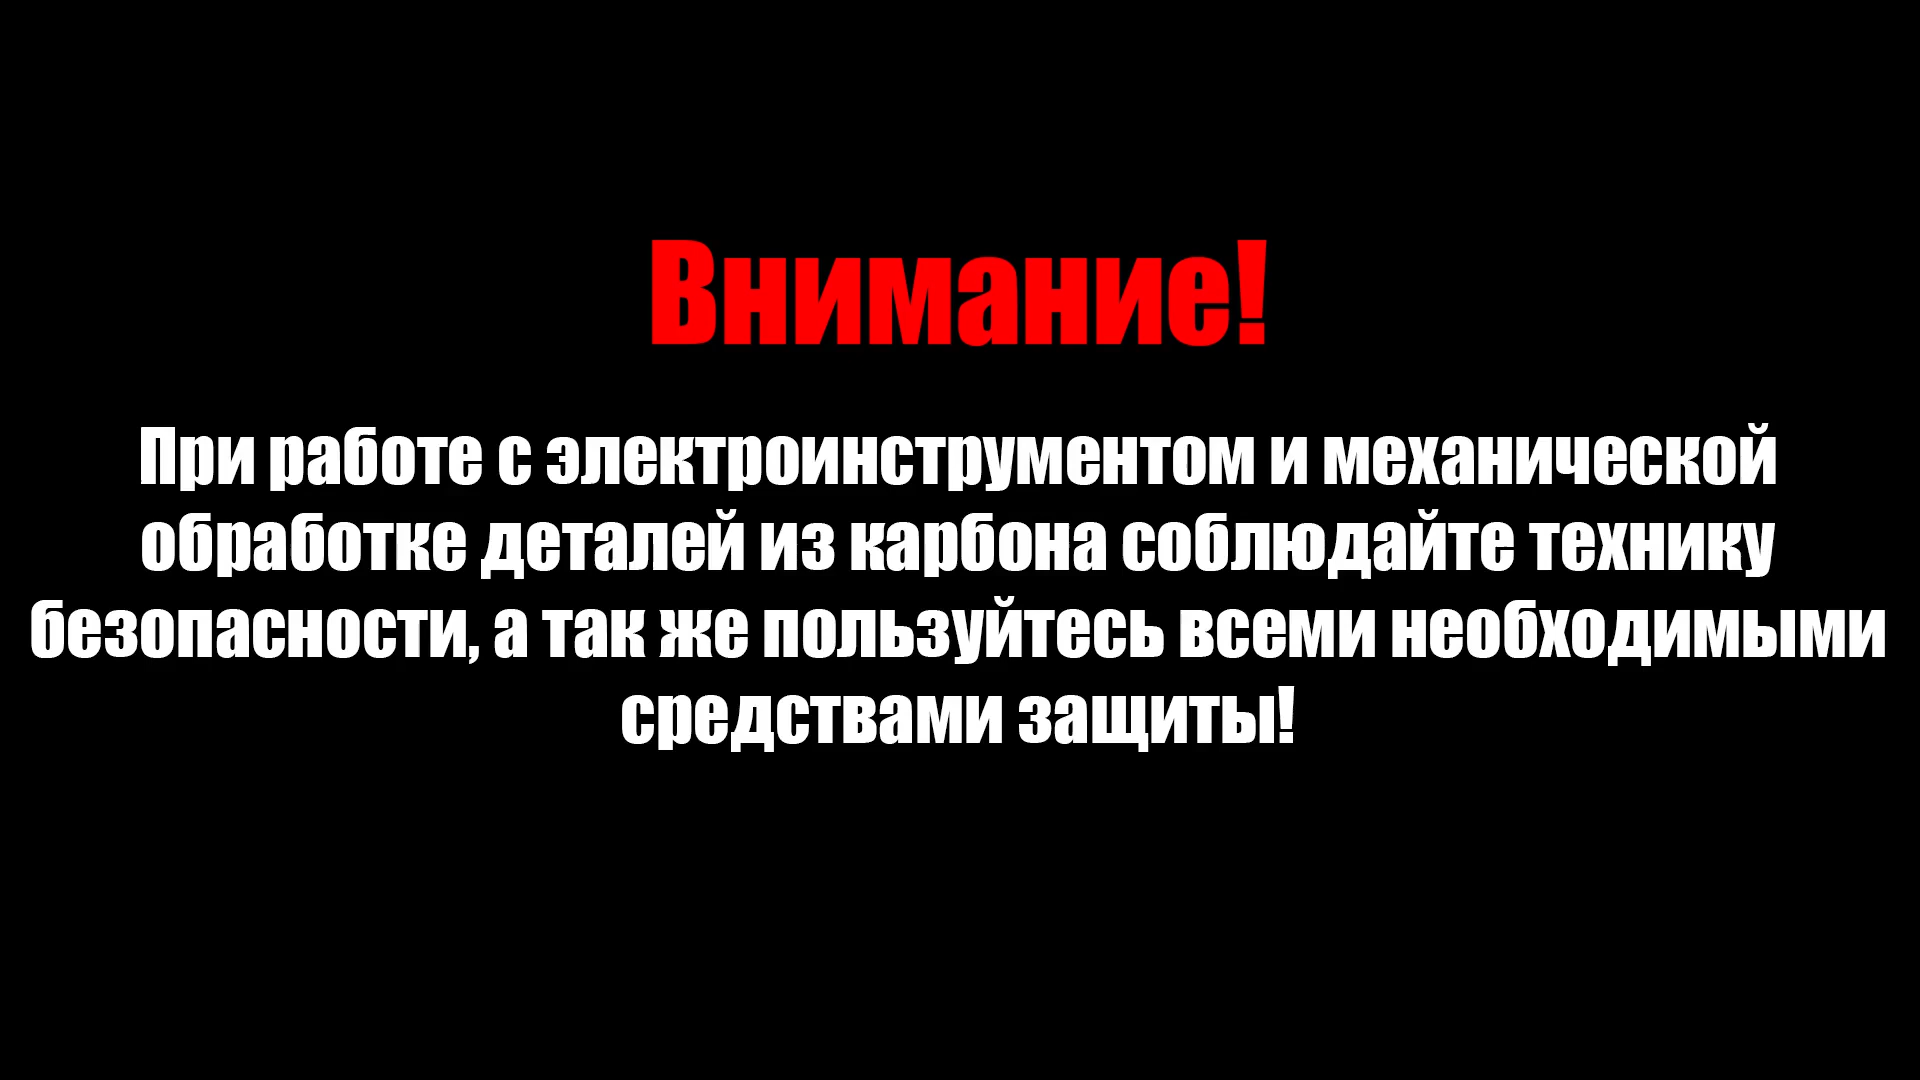 Внимание!
При работе с электроинструментом и механической
обработке деталей из карбона соблюдайте технику
безопасности, а так же пользуйтесь всеми необходимыми
средствами защиты!